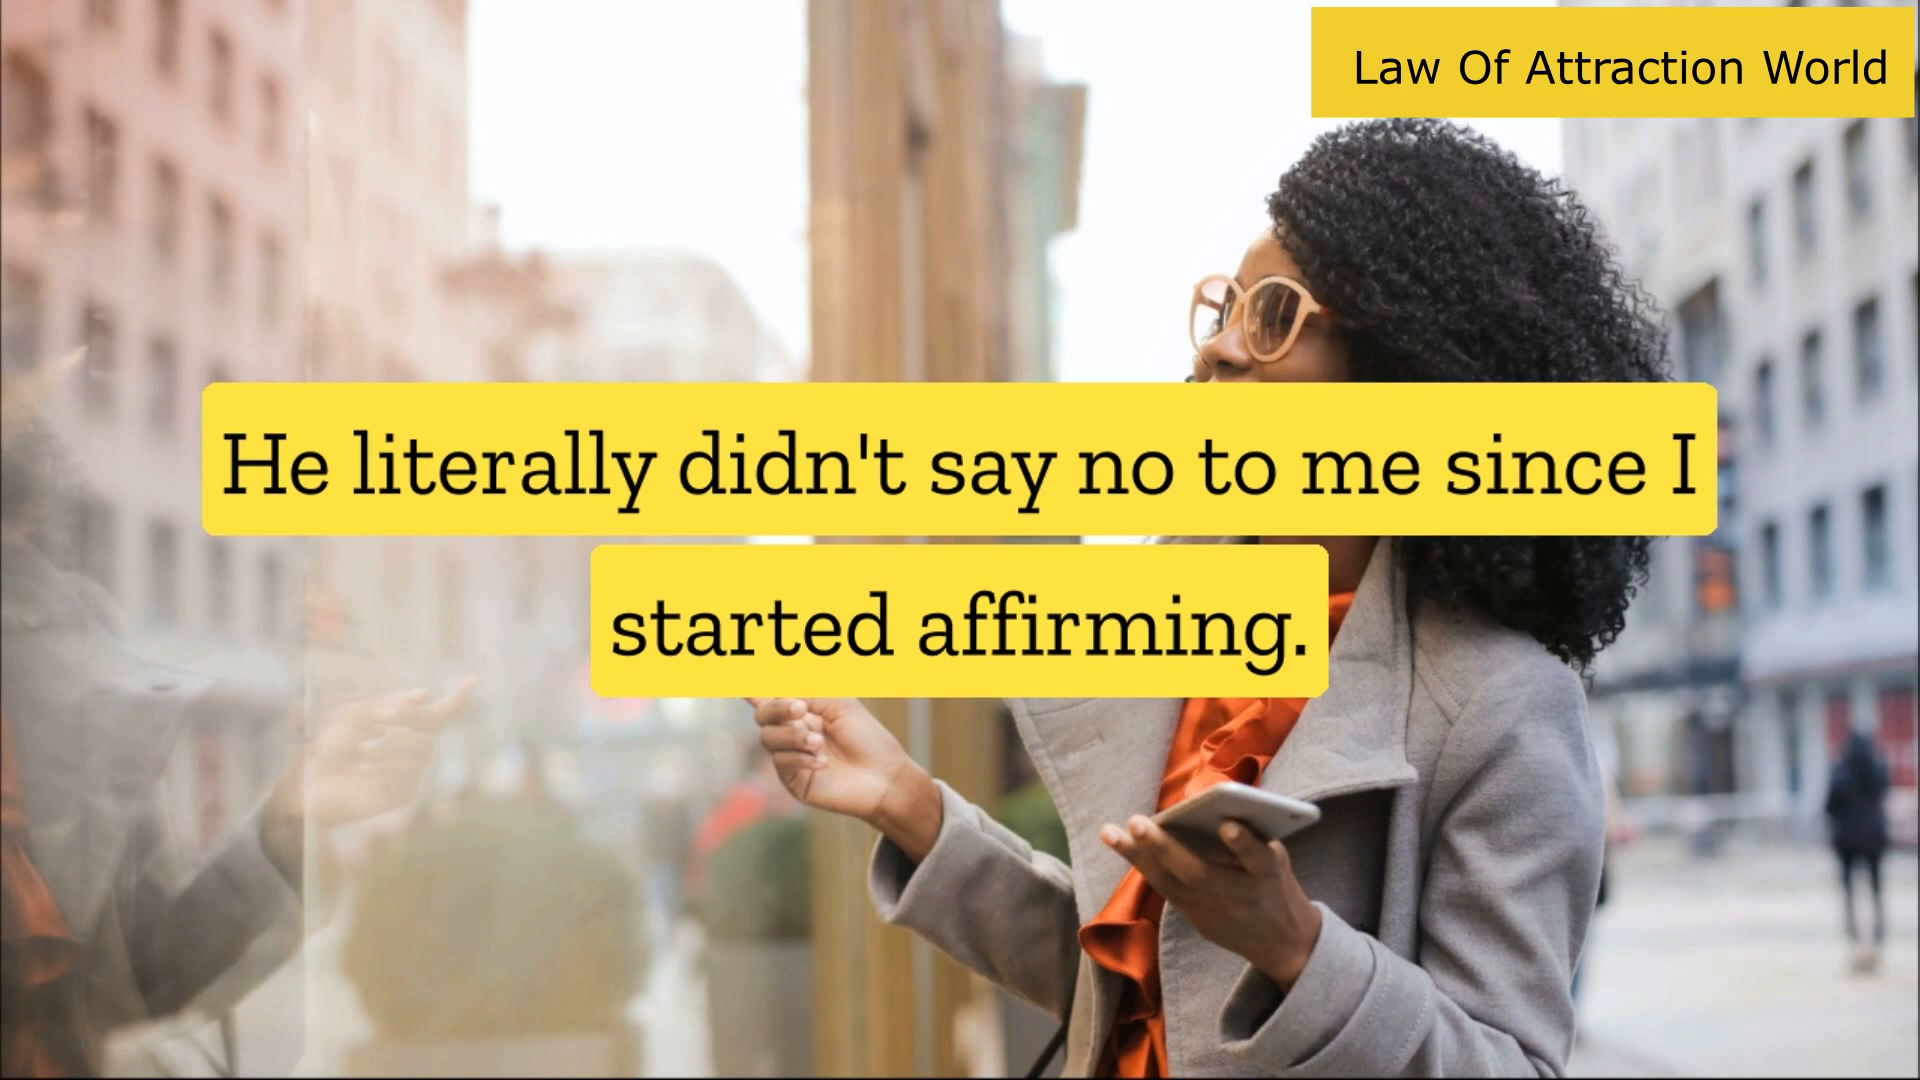 Law Of Attraction World
He literally didn't say no to me since I
started affirming.